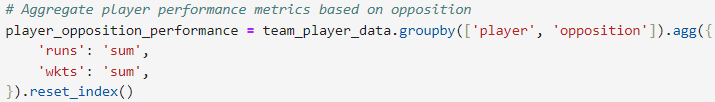 # Aggregate player performance metrics based on opposition
player_opposition_performance = team_player_data.groupby(['player', 'opposition']).agg({
    'runs': 'sum',
    'wkts': 'sum',
}).reset_index()